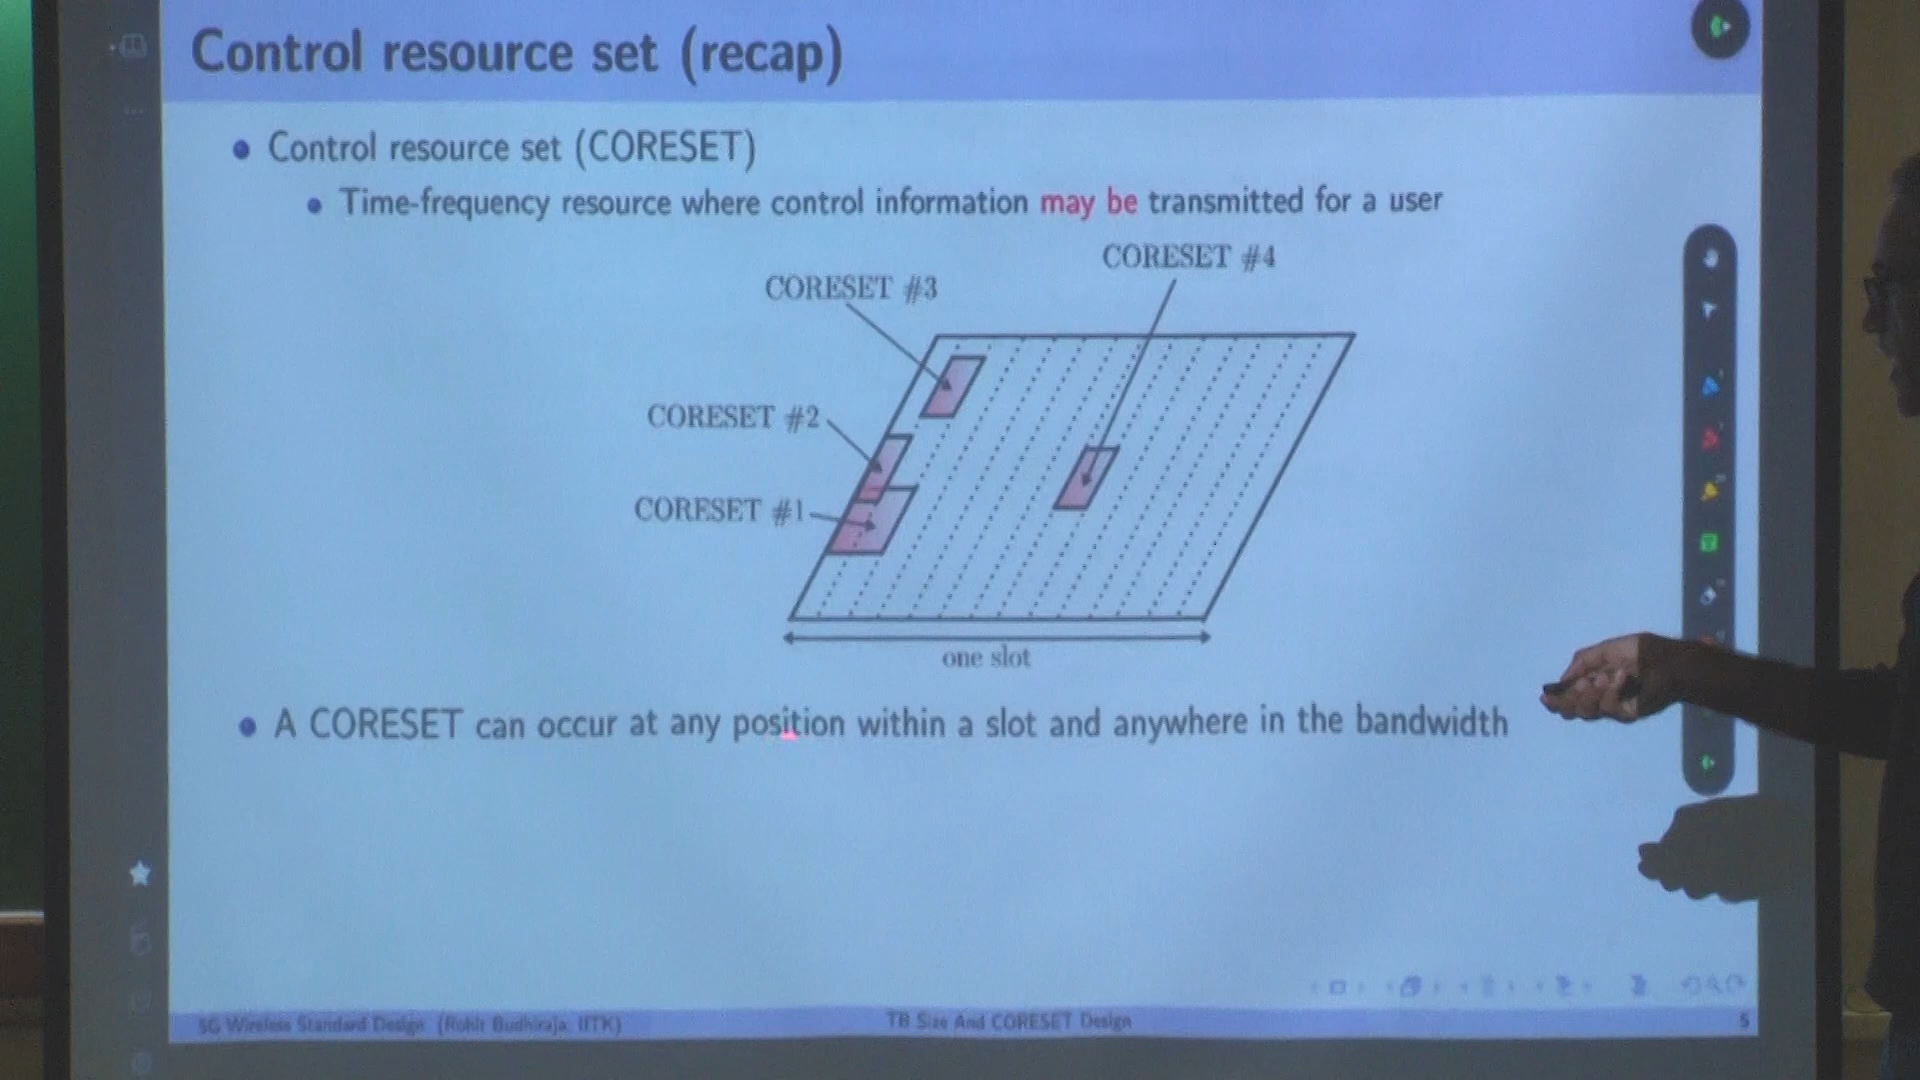 Control resource set (recap)
Control resource set (CORESET)
Time-frequency resource where control information may be transmitted for a user
CORESET #4
CORESET #3
CORESET #2
CORESET #1
one slot
A CORESET can occur at any position within a slot and anywhere in the bandwidth
5G Wireless Standard Design (Rohit Budhiraja, IITK)
TB Size And CORESET Design
5